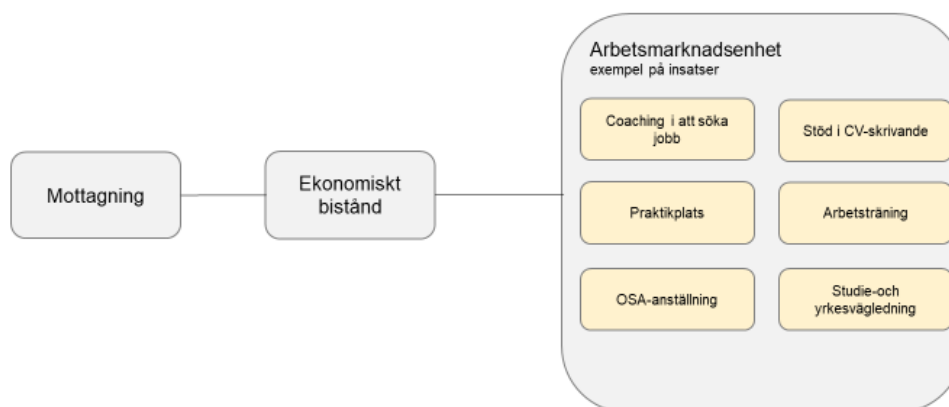 Arbetsmarknadsenhet
exempel på insatser
Coaching i att söka
jobb
Stöd i CV-skrivande
Mottagning
Ekonomiskt
bistånd
Praktikplats
Arbetsträning
OSA-anställning
Studie-och
yrkesvägledning